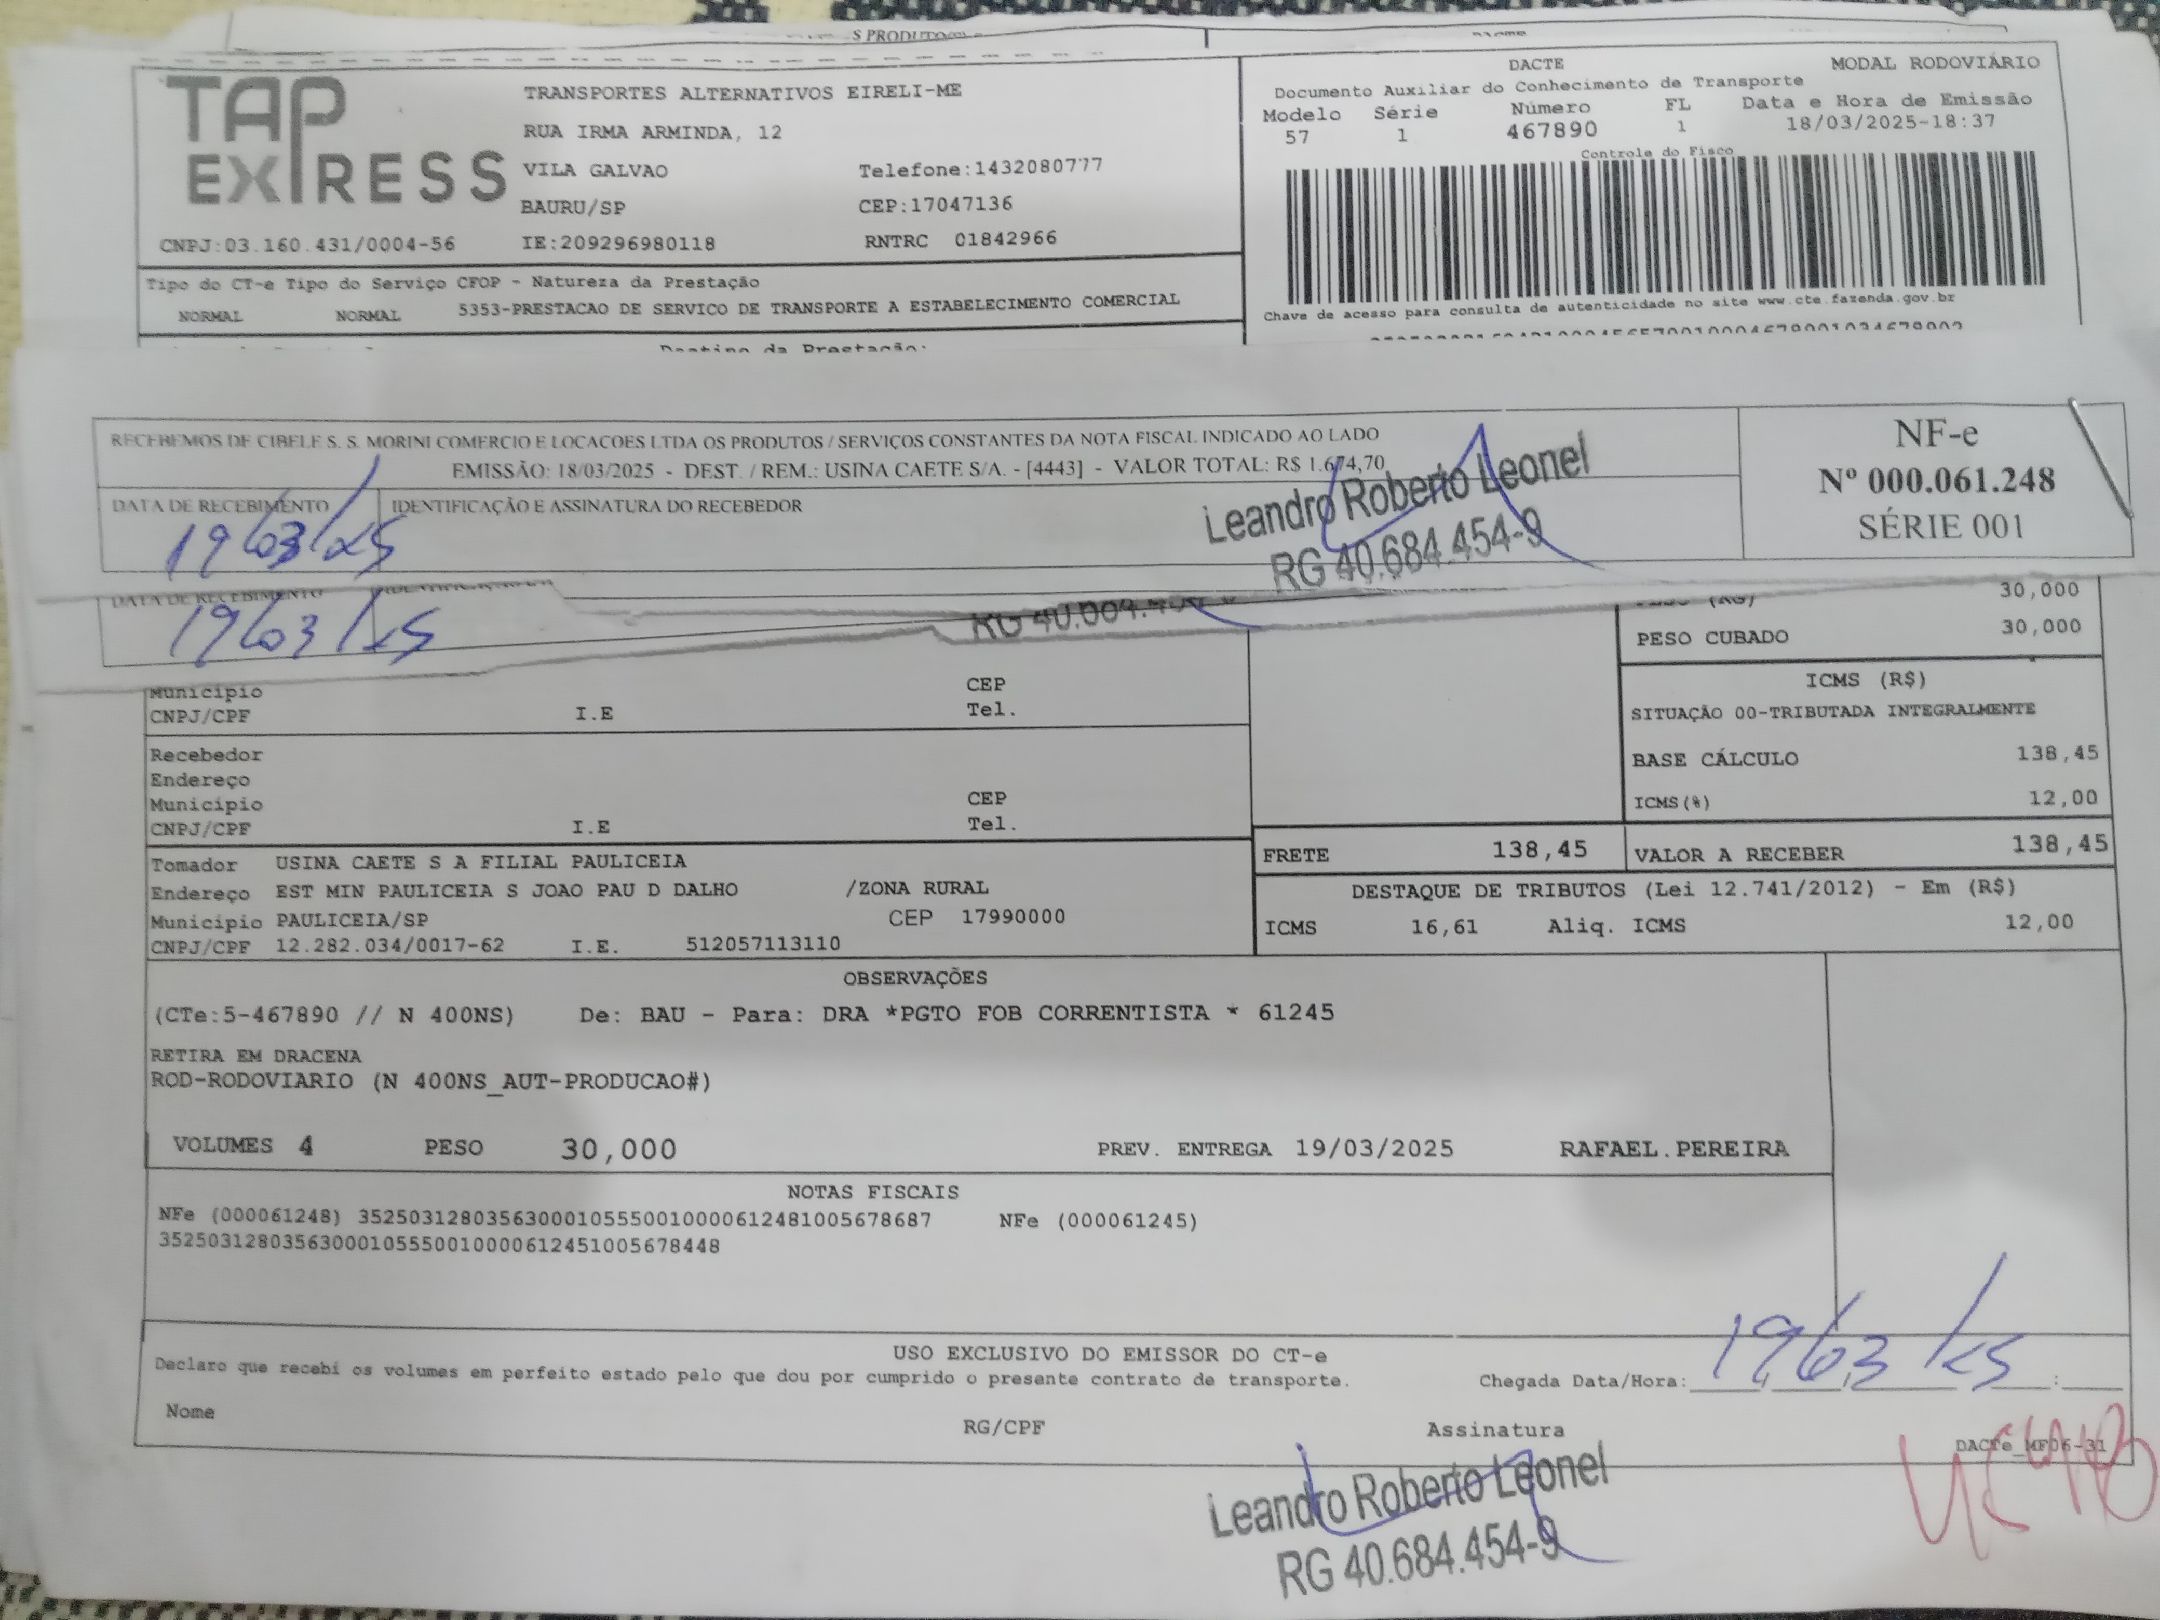 S PRODUTO
TAP EXPRESS
TRANSPORTES ALTERNATIVOS EIRELI-ME
RUA IRMA ARMINDA, 12
VILA GALVAO Telefone:1432080777
BAURU/SP CEP:17047136
CNPJ:03.160.431/0004-56 IE:209296980118 RNTRC 01842966
DACTE MODAL RODOVIÁRIO
Documento Auxiliar do Conhecimento de Transporte
Modelo Série Número FL Data e Hora de Emissão
57 1 467890 1 18/03/2025-18:37
Controle do Fisco
Chave de acesso para consulta de autenticidade no site www.cte.fazenda.gov.br
Tipo do CT-e Tipo do Serviço CFOP - Natureza da Prestação
NORMAL NORMAL 5353-PRESTACAO DE SERVICO DE TRANSPORTE A ESTABELECIMENTO COMERCIAL
Destino da Prestação:
RECEBEMOS DE CIBELE S. S. MORINI COMERCIO E LOCACOES LTDA OS PRODUTOS / SERVIÇOS CONSTANTES DA NOTA FISCAL INDICADO AO LADO
EMISSÃO: 18/03/2025 - DEST. / REM.: USINA CAETE S/A. - [4443] - VALOR TOTAL: R$ 1.674,70
DATA DE RECEBIMENTO IDENTIFICAÇÃO E ASSINATURA DO RECEBEDOR
19/03/25
Leandro Roberto Leonel
RG 40.684.454-9
NF-e
Nº 000.061.248
SÉRIE 001
DATA DE RECEBIMENTO
19/03/25
30,000
PESO CUBADO 30,000
Município CEP
CNPJ/CPF I.E Tel.
Recebedor
Endereço
Município CEP
CNPJ/CPF I.E Tel.
ICMS (R$)
SITUAÇÃO 00-TRIBUTADA INTEGRALMENTE
BASE CÁLCULO 138,45
ICMS(%) 12,00
FRETE 138,45 VALOR A RECEBER 138,45
Tomador USINA CAETE S A FILIAL PAULICEIA
Endereço EST MIN PAULICEIA S JOAO PAU D DALHO /ZONA RURAL
Município PAULICEIA/SP CEP 17990000
CNPJ/CPF 12.282.034/0017-62 I.E. 512057113110
DESTAQUE DE TRIBUTOS (Lei 12.741/2012) - Em (R$)
ICMS 16,61 Aliq. ICMS 12,00
OBSERVAÇÕES
(CTe:5-467890 // N 400NS) De: BAU - Para: DRA *PGTO FOB CORRENTISTA * 61245
RETIRA EM DRACENA
ROD-RODOVIARIO (N 400NS_AUT-PRODUCAO#)
VOLUMES 4 PESO 30,000 PREV. ENTREGA 19/03/2025 RAFAEL.PEREIRA
NOTAS FISCAIS
NFe (000061248) 35250312803563000105550010000612481005678687 NFe (000061245)
35250312803563000105550010000612451005678448
USO EXCLUSIVO DO EMISSOR DO CT-e
Declaro que recebi os volumes em perfeito estado pelo que dou por cumprido o presente contrato de transporte. Chegada Data/Hora: 19/03/25
Nome RG/CPF Assinatura
DACTe_MF06-31
Leandro Roberto Leonel
RG 40.684.454-9